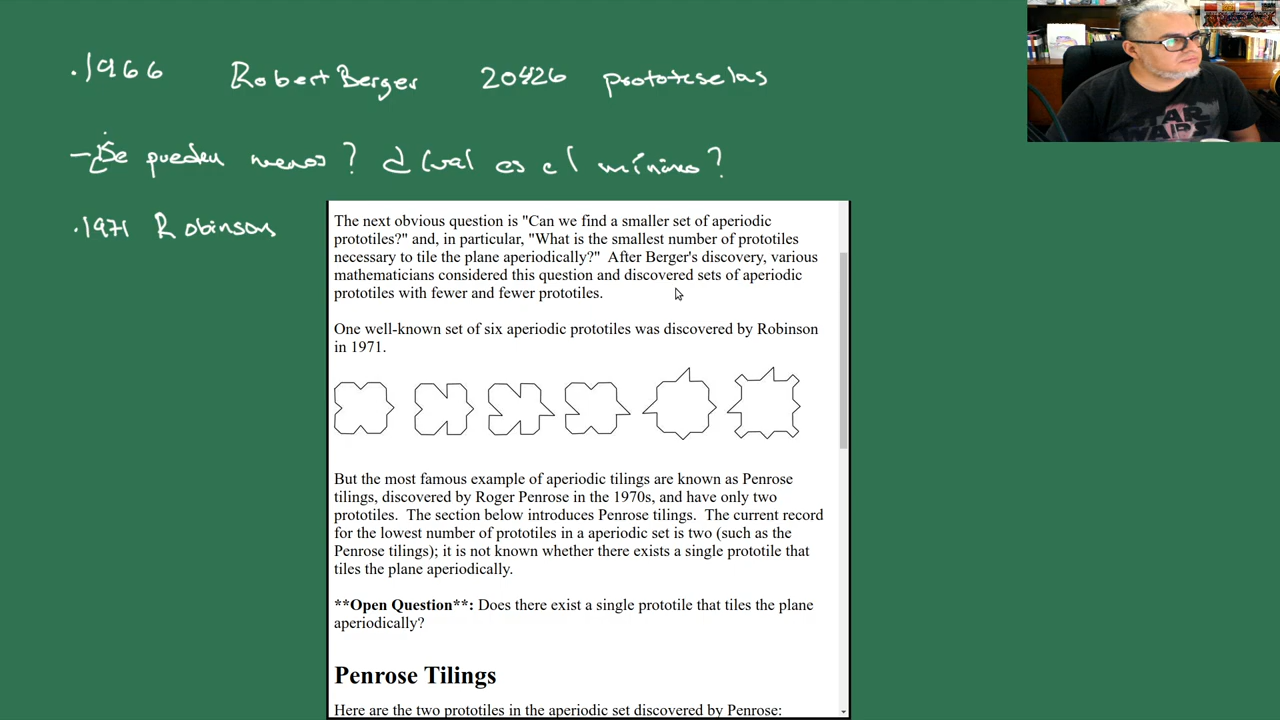 .1966 Robert Berger 20426 prototeselas
-¿Se pueden menos? ¿Cual es el mínimo?
.1971 Robinson
The next obvious question is "Can we find a smaller set of aperiodic
prototiles?" and, in particular, "What is the smallest number of prototiles
necessary to tile the plane aperiodically?" After Berger's discovery, various
mathematicians considered this question and discovered sets of aperiodic
prototiles with fewer and fewer prototiles.
One well-known set of six aperiodic prototiles was discovered by Robinson
in 1971.
But the most famous example of aperiodic tilings are known as Penrose
tilings, discovered by Roger Penrose in the 1970s, and have only two
prototiles. The section below introduces Penrose tilings. The current record
for the lowest number of prototiles in a aperiodic set is two (such as the
Penrose tilings); it is not known whether there exists a single prototile that
tiles the plane aperiodically.
**Open Question**: Does there exist a single prototile that tiles the plane
aperiodically?
Penrose Tilings
Here are the two prototiles in the aperiodic set discovered by Penrose:
STAR
WARS